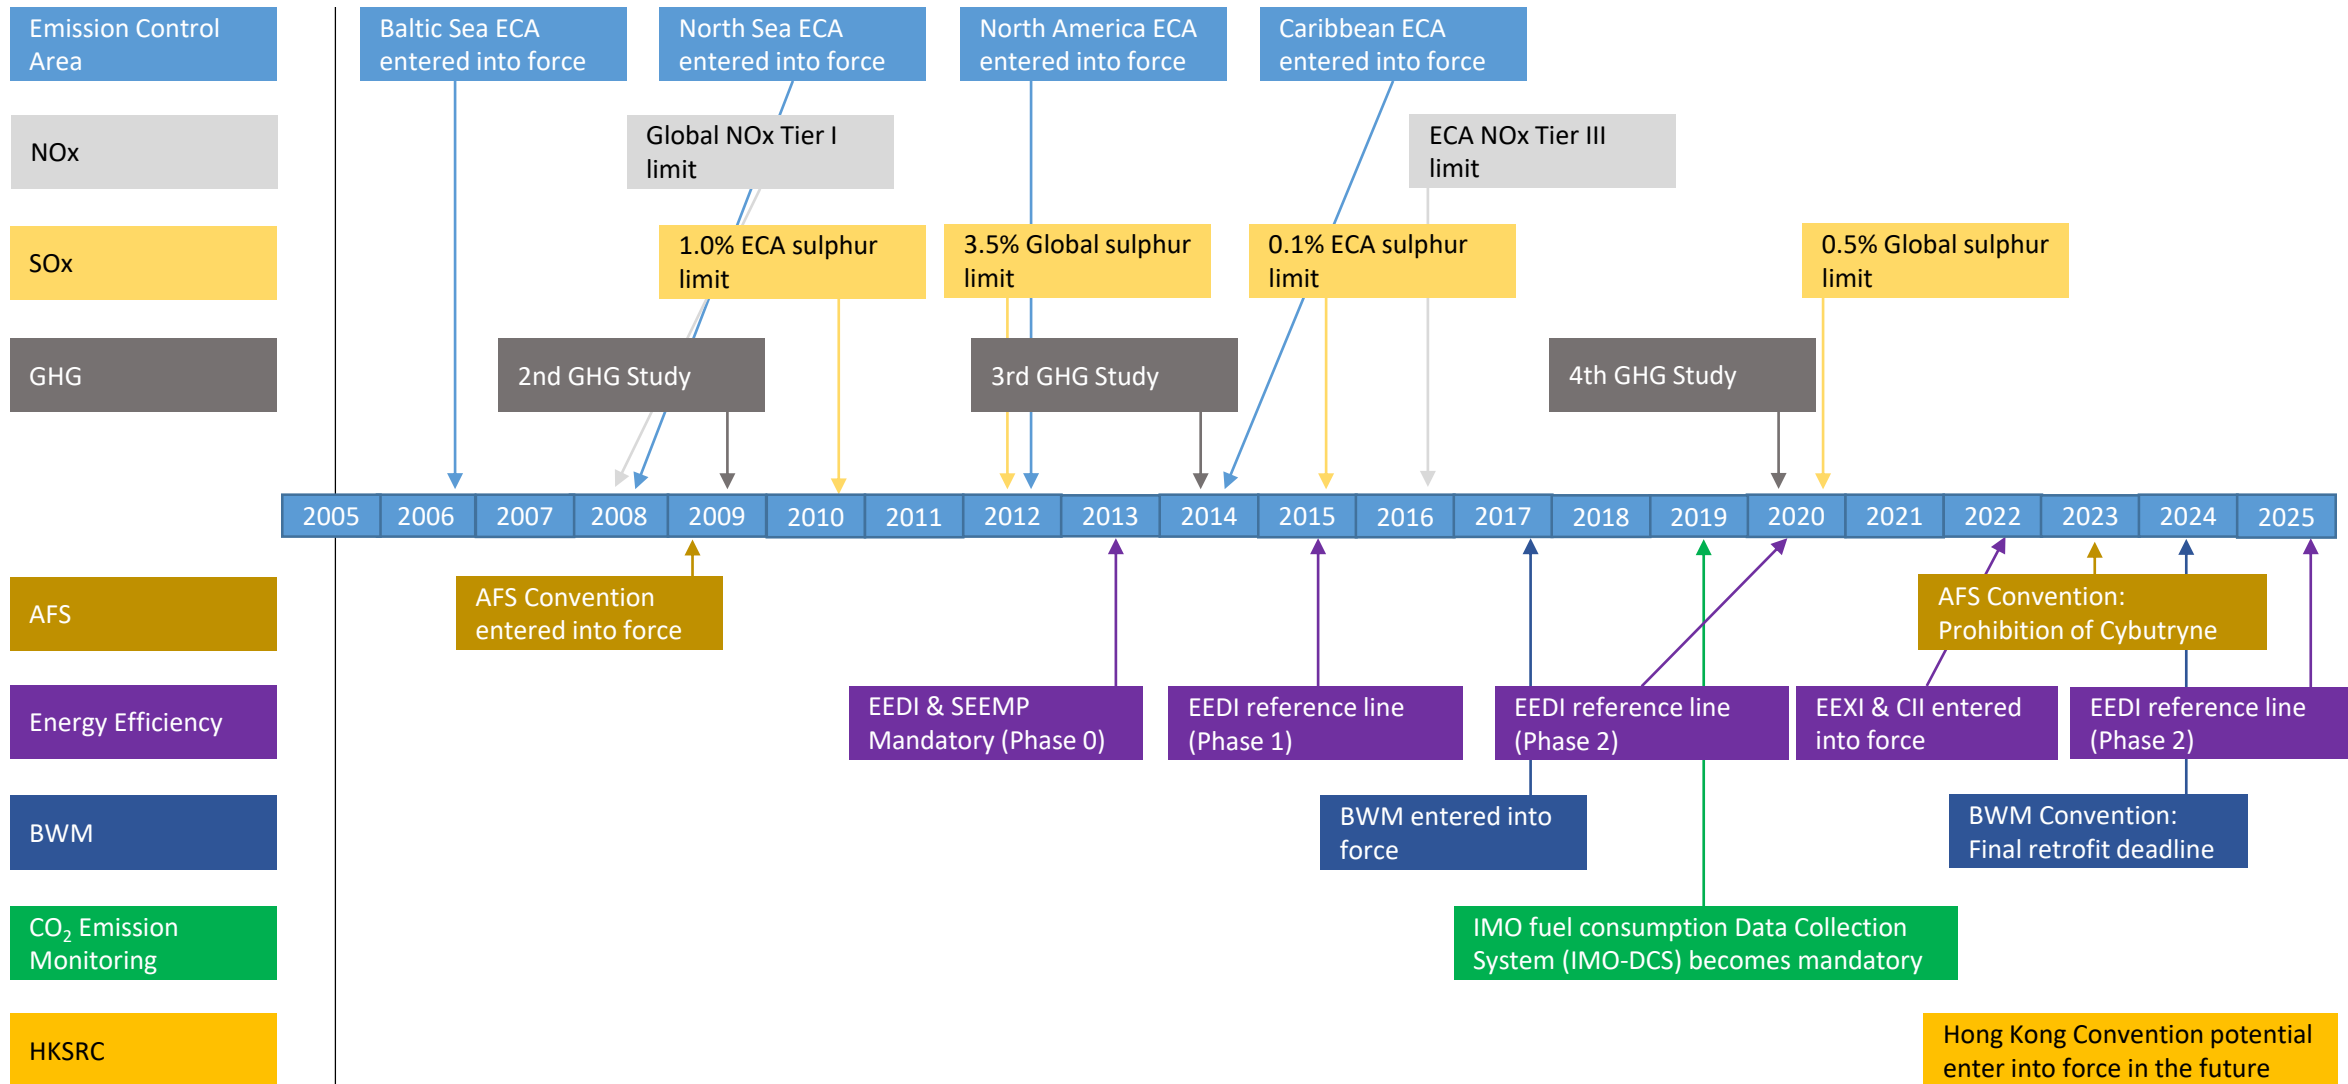 Emission Control
Area
Baltic Sea ECA
entered into force
North Sea ECA
entered into force
North America ECA
entered into force
Caribbean ECA
entered into force
NOx
Global NOx Tier I
limit
ECA NOx Tier III
limit
SOx
1.0% ECA sulphur
limit
3.5% Global sulphur
limit
0.1% ECA sulphur
limit
0.5% Global sulphur
limit
GHG
2nd GHG Study
3rd GHG Study
4th GHG Study
2005 2006 2007 2008 2009 2010 2011 2012 2013 2014 2015 2016 2017 2018 2019 2020 2021 2022 2023 2024 2025
AFS
AFS Convention
entered into force
AFS Convention:
Prohibition of Cybutryne
Energy Efficiency
EEDI & SEEMP
Mandatory (Phase 0)
EEDI reference line
(Phase 1)
EEDI reference line
(Phase 2)
EEXI & CII entered
into force
EEDI reference line
(Phase 2)
BWM
BWM entered into
force
BWM Convention:
Final retrofit deadline
CO₂ Emission
Monitoring
IMO fuel consumption Data Collection
System (IMO-DCS) becomes mandatory
HKSRC
Hong Kong Convention potential
enter into force in the future